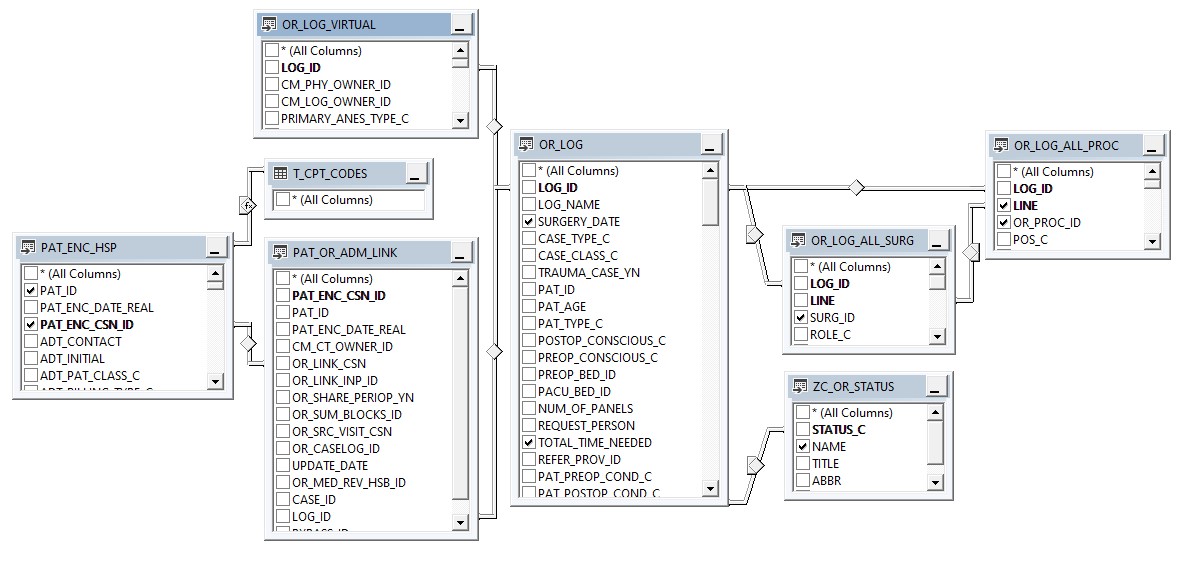 OR_LOG_VIRTUAL
* (All Columns)
LOG_ID
CM_PHY_OWNER_ID
CM_LOG_OWNER_ID
PRIMARY_ANES_TYPE_C
T_CPT_CODES
* (All Columns)
PAT_ENC_HSP
* (All Columns)
PAT_ID
PAT_ENC_DATE_REAL
PAT_ENC_CSN_ID
ADT_CONTACT
ADT_INITIAL
ADT_PAT_CLASS_C
ADT_BILLING_TYPE_C
PAT_OR_ADM_LINK
* (All Columns)
PAT_ENC_CSN_ID
PAT_ID
PAT_ENC_DATE_REAL
CM_CT_OWNER_ID
OR_LINK_CSN
OR_LINK_INP_ID
OR_SHARE_PERIOP_YN
OR_SUM_BLOCKS_ID
OR_SRC_VISIT_CSN
OR_CASELOG_ID
UPDATE_DATE
OR_MED_REV_HSB_ID
CASE_ID
LOG_ID
OR_LOG
* (All Columns)
LOG_ID
LOG_NAME
SURGERY_DATE
CASE_TYPE_C
CASE_CLASS_C
TRAUMA_CASE_YN
PAT_ID
PAT_AGE
PAT_TYPE_C
POSTOP_CONSCIOUS_C
PREOP_CONSCIOUS_C
PREOP_BED_ID
PACU_BED_ID
NUM_OF_PANELS
REQUEST_PERSON
TOTAL_TIME_NEEDED
REFER_PROV_ID
PAT_PREOP_COND_C
PAT_POSTOP_COND_C
OR_LOG_ALL_PROC
* (All Columns)
LOG_ID
LINE
OR_PROC_ID
POS_C
OR_LOG_ALL_SURG
* (All Columns)
LOG_ID
LINE
SURG_ID
ROLE_C
ZC_OR_STATUS
* (All Columns)
STATUS_C
NAME
TITLE
ABBR